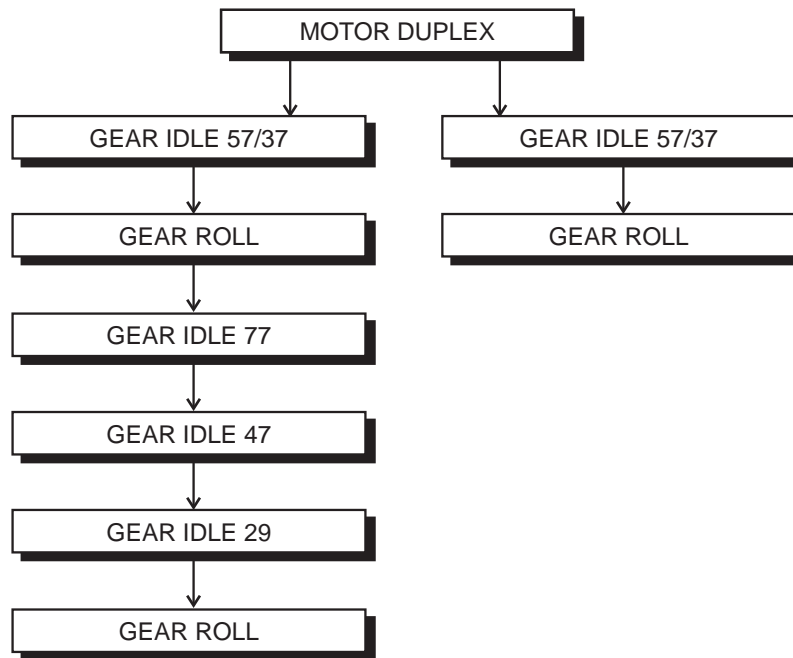 MOTOR DUPLEX
GEAR IDLE 57/37
GEAR IDLE 57/37
GEAR ROLL
GEAR ROLL
GEAR IDLE 77
GEAR IDLE 47
GEAR IDLE 29
GEAR ROLL